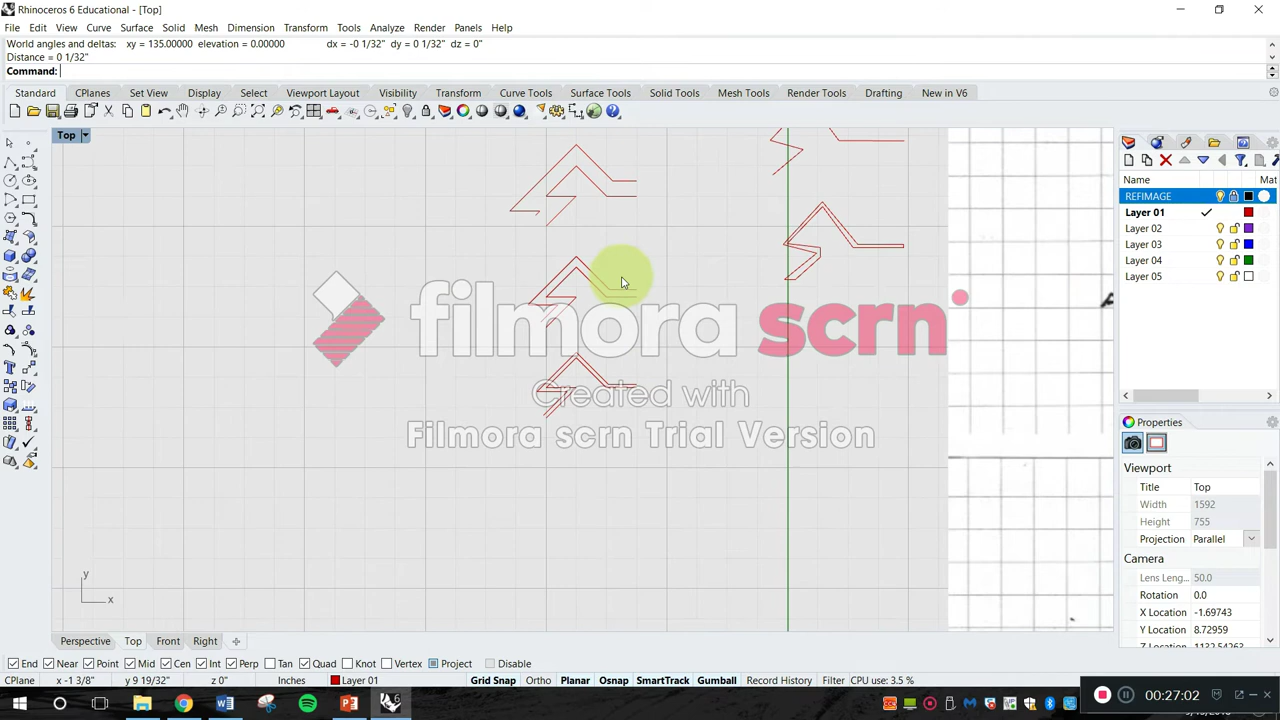 Rhinoceros 6 Educational - [Top]
File Edit View Curve Surface Solid Mesh Dimension Transform Tools Analyze Render Panels Help
World angles and deltas: xy = 135.00000 elevation = 0.00000 dx = -0 1/32" dy = 0 1/32" dz = 0"
Distance = 0 1/32"
Command:
Standard CPlanes Set View Display Select Viewport Layout Visibility Transform Curve Tools Surface Tools Solid Tools Mesh Tools Render Tools Drafting New in V6
Top
Name Mat
REFIMAGE
Layer 01
Layer 02
Layer 03
Layer 04
Layer 05
filmora scrn
Created with
Filmora scrn Trial Version
Properties
Viewport
Title Top
Width 1592
Height 755
Projection Parallel
Camera
Lens Leng... 50.0
Rotation 0.0
X Location -1.69743
Y Location 8.72959
y
x
Perspective Top Front Right
End Near Point Mid Cen Int Perp Tan Quad Knot Vertex Project Disable
CPlane x -1 3/8" y 9 19/32" z 0" Inches Layer 01 Grid Snap Ortho Planar Osnap SmartTrack Gumball Record History Filter CPU use: 3.5 %
00:27:02